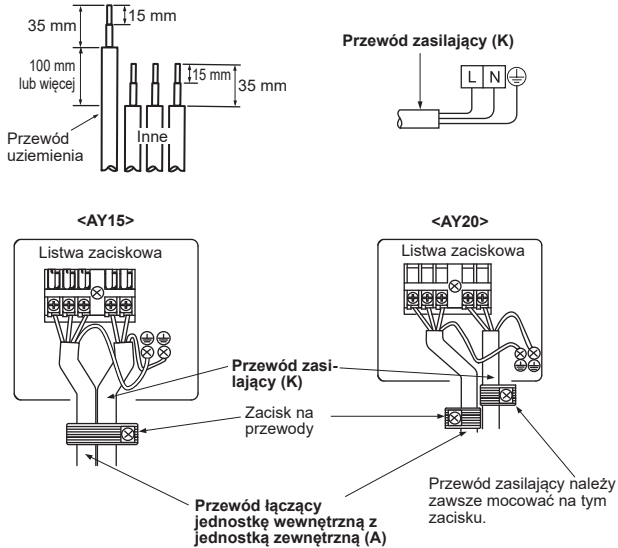 15 mm
35 mm
100 mm
lub więcej
15 mm
35 mm
Przewód
uziemienia
Inne
Przewód zasilający (K)
L N
<AY15>
Listwa zaciskowa
<AY20>
Listwa zaciskowa
Przewód zasi-
lający (K)
Zacisk na
przewody
Przewód łączący
jednostkę wewnętrzną z
jednostką zewnętrzną (A)
Przewód zasilający należy
zawsze mocować na tym
zacisku.